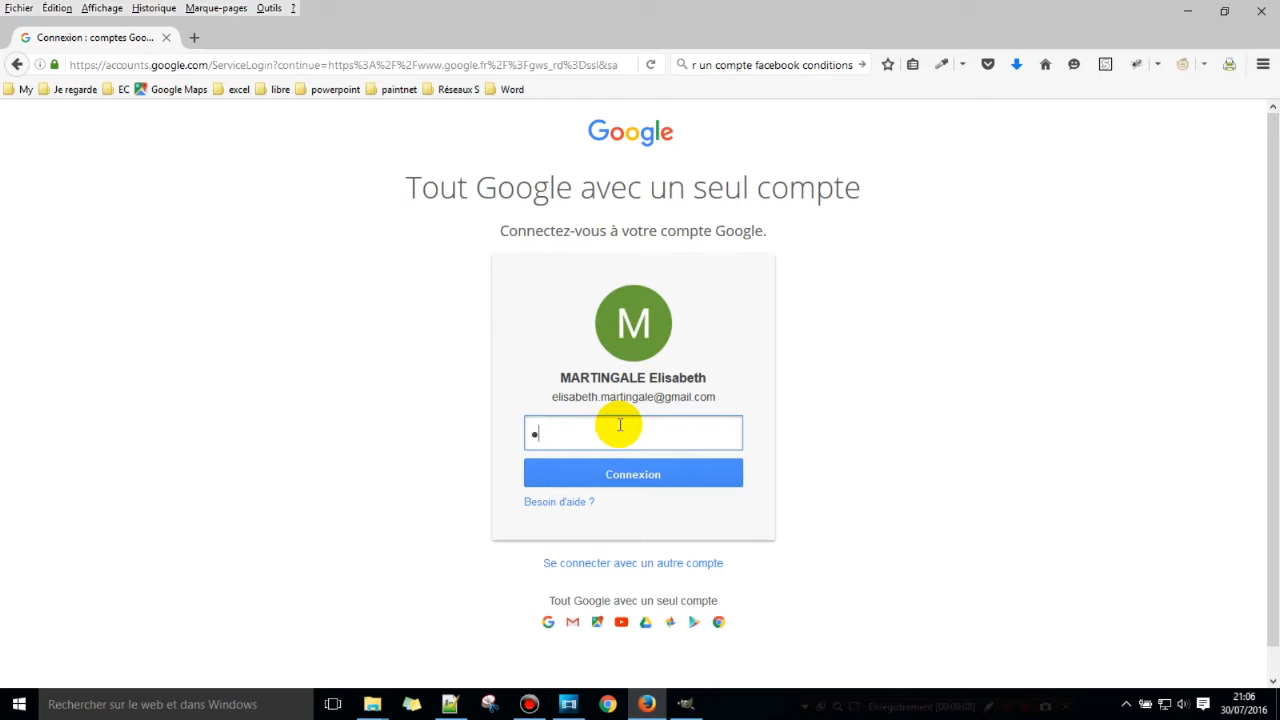 Fichier Édition Affichage Historique Marque-pages Outils ?
Connexion : comptes Goo...
https://accounts.google.com/ServiceLogin?continue=https%3A%2F%2Fwww.google.fr%2F%3Fgws_rd%3Dssl&sa
r un compte facebook conditions
My Je regarde EC Google Maps excel libre powerpoint paintnet Réseaux S Word
Google
Tout Google avec un seul compte
Connectez-vous à votre compte Google.
M
MARTINGALE Elisabeth
elisabeth.martingale@gmail.com
Connexion
Besoin d'aide ?
Se connecter avec un autre compte
Tout Google avec un seul compte
Rechercher sur le web et dans Windows
Enregistrement [00:00:08]
21:06
30/07/2016